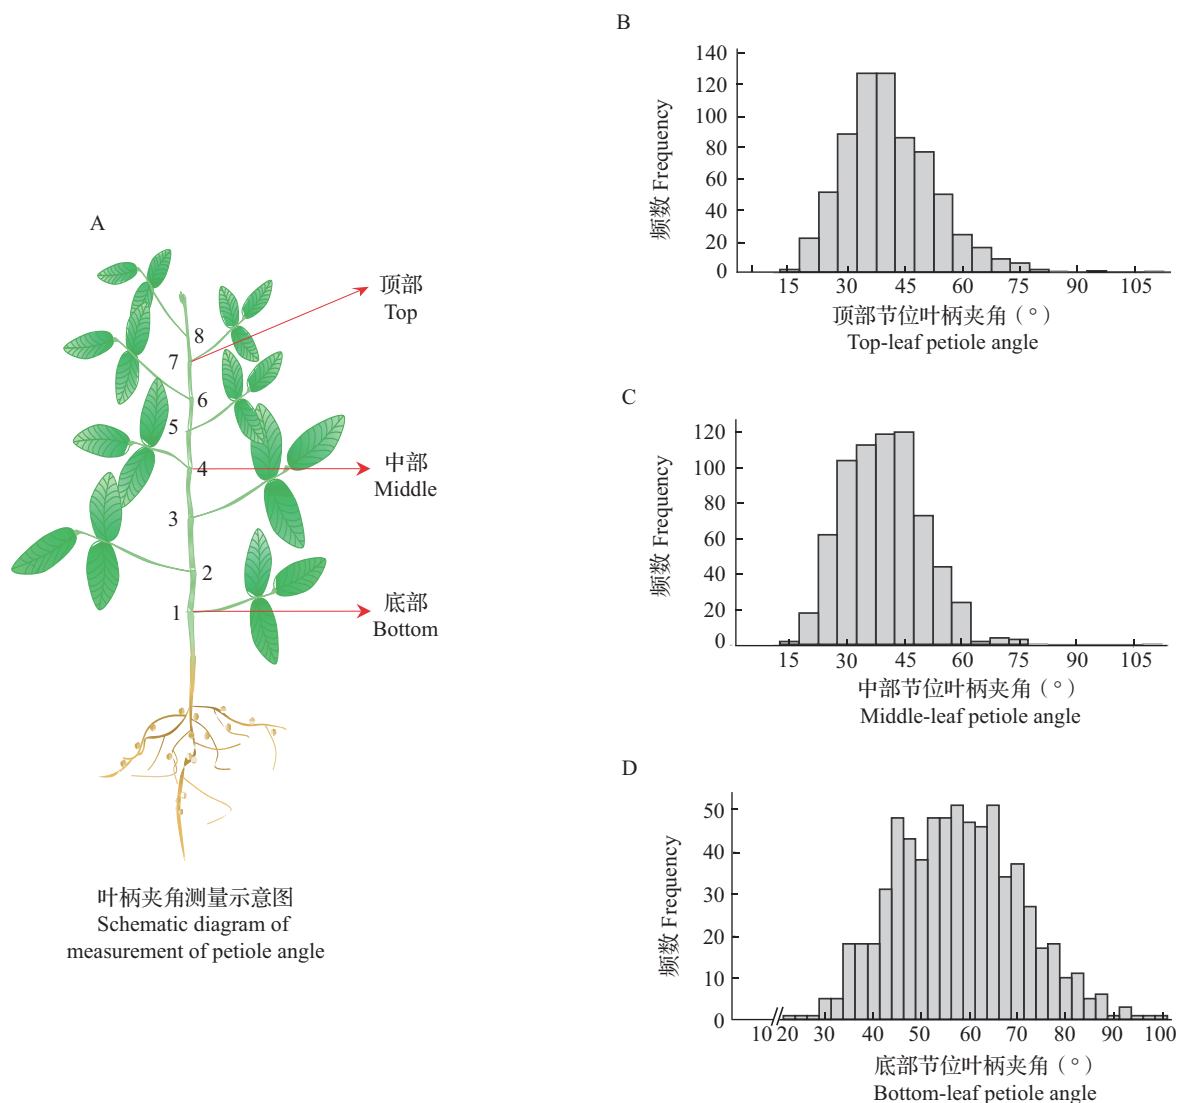 A
8
7
6
5
4
3
2
1
顶部
Top
中部
Middle
底部
Bottom
叶柄夹角测量示意图
Schematic diagram of
measurement of petiole angle
B
频数 Frequency
140
120
100
80
60
40
20
0
15 30 45 60 75 90 105
顶部节位叶柄夹角（°）
Top-leaf petiole angle
C
频数 Frequency
120
100
80
60
40
20
0
15 30 45 60 75 90 105
中部节位叶柄夹角（°）
Middle-leaf petiole angle
D
频数 Frequency
50
40
30
20
10
0
10 20 30 40 50 60 70 80 90 100
底部节位叶柄夹角（°）
Bottom-leaf petiole angle